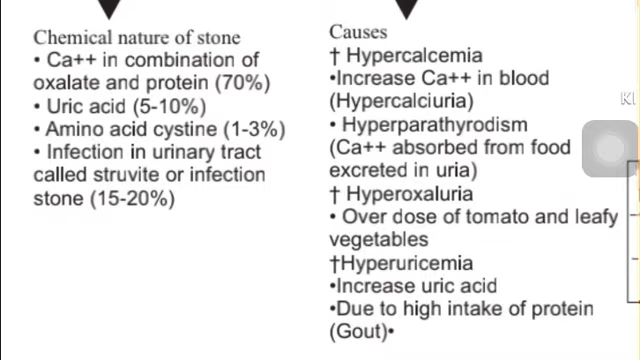 Chemical nature of stone
• Ca++ in combination of
oxalate and protein (70%)
• Uric acid (5-10%)
• Amino acid cystine (1-3%)
• Infection in urinary tract
called struvite or infection
stone (15-20%)
Causes
† Hypercalcemia
•Increase Ca++ in blood
(Hypercalciuria)
• Hyperparathyrodism
(Ca++ absorbed from food
excreted in uria)
† Hyperoxaluria
• Over dose of tomato and leafy
vegetables
†Hyperuricemia
•Increase uric acid
•Due to high intake of protein
(Gout)•